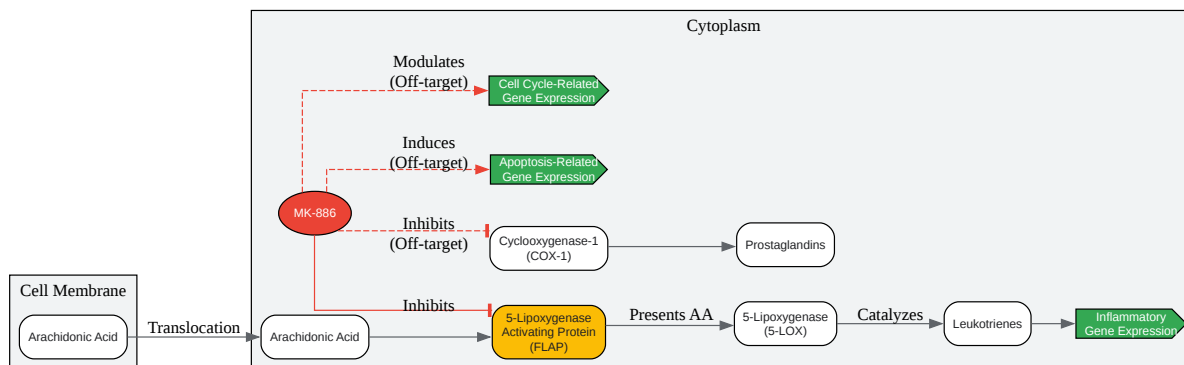 Cytoplasm
Modulates
(Off-target)
Cell Cycle-Related
Gene Expression
Induces
(Off-target)
Apoptosis-Related
Gene Expression
MK-886
Inhibits
(Off-target)
Cyclooxygenase-1
(COX-1)
Prostaglandins
Cell Membrane
Arachidonic Acid
Translocation
Arachidonic Acid
Inhibits
5-Lipoxygenase
Activating Protein
(FLAP)
Presents AA
5-Lipoxygenase
(5-LOX)
Catalyzes
Leukotrienes
Inflammatory
Gene Expression